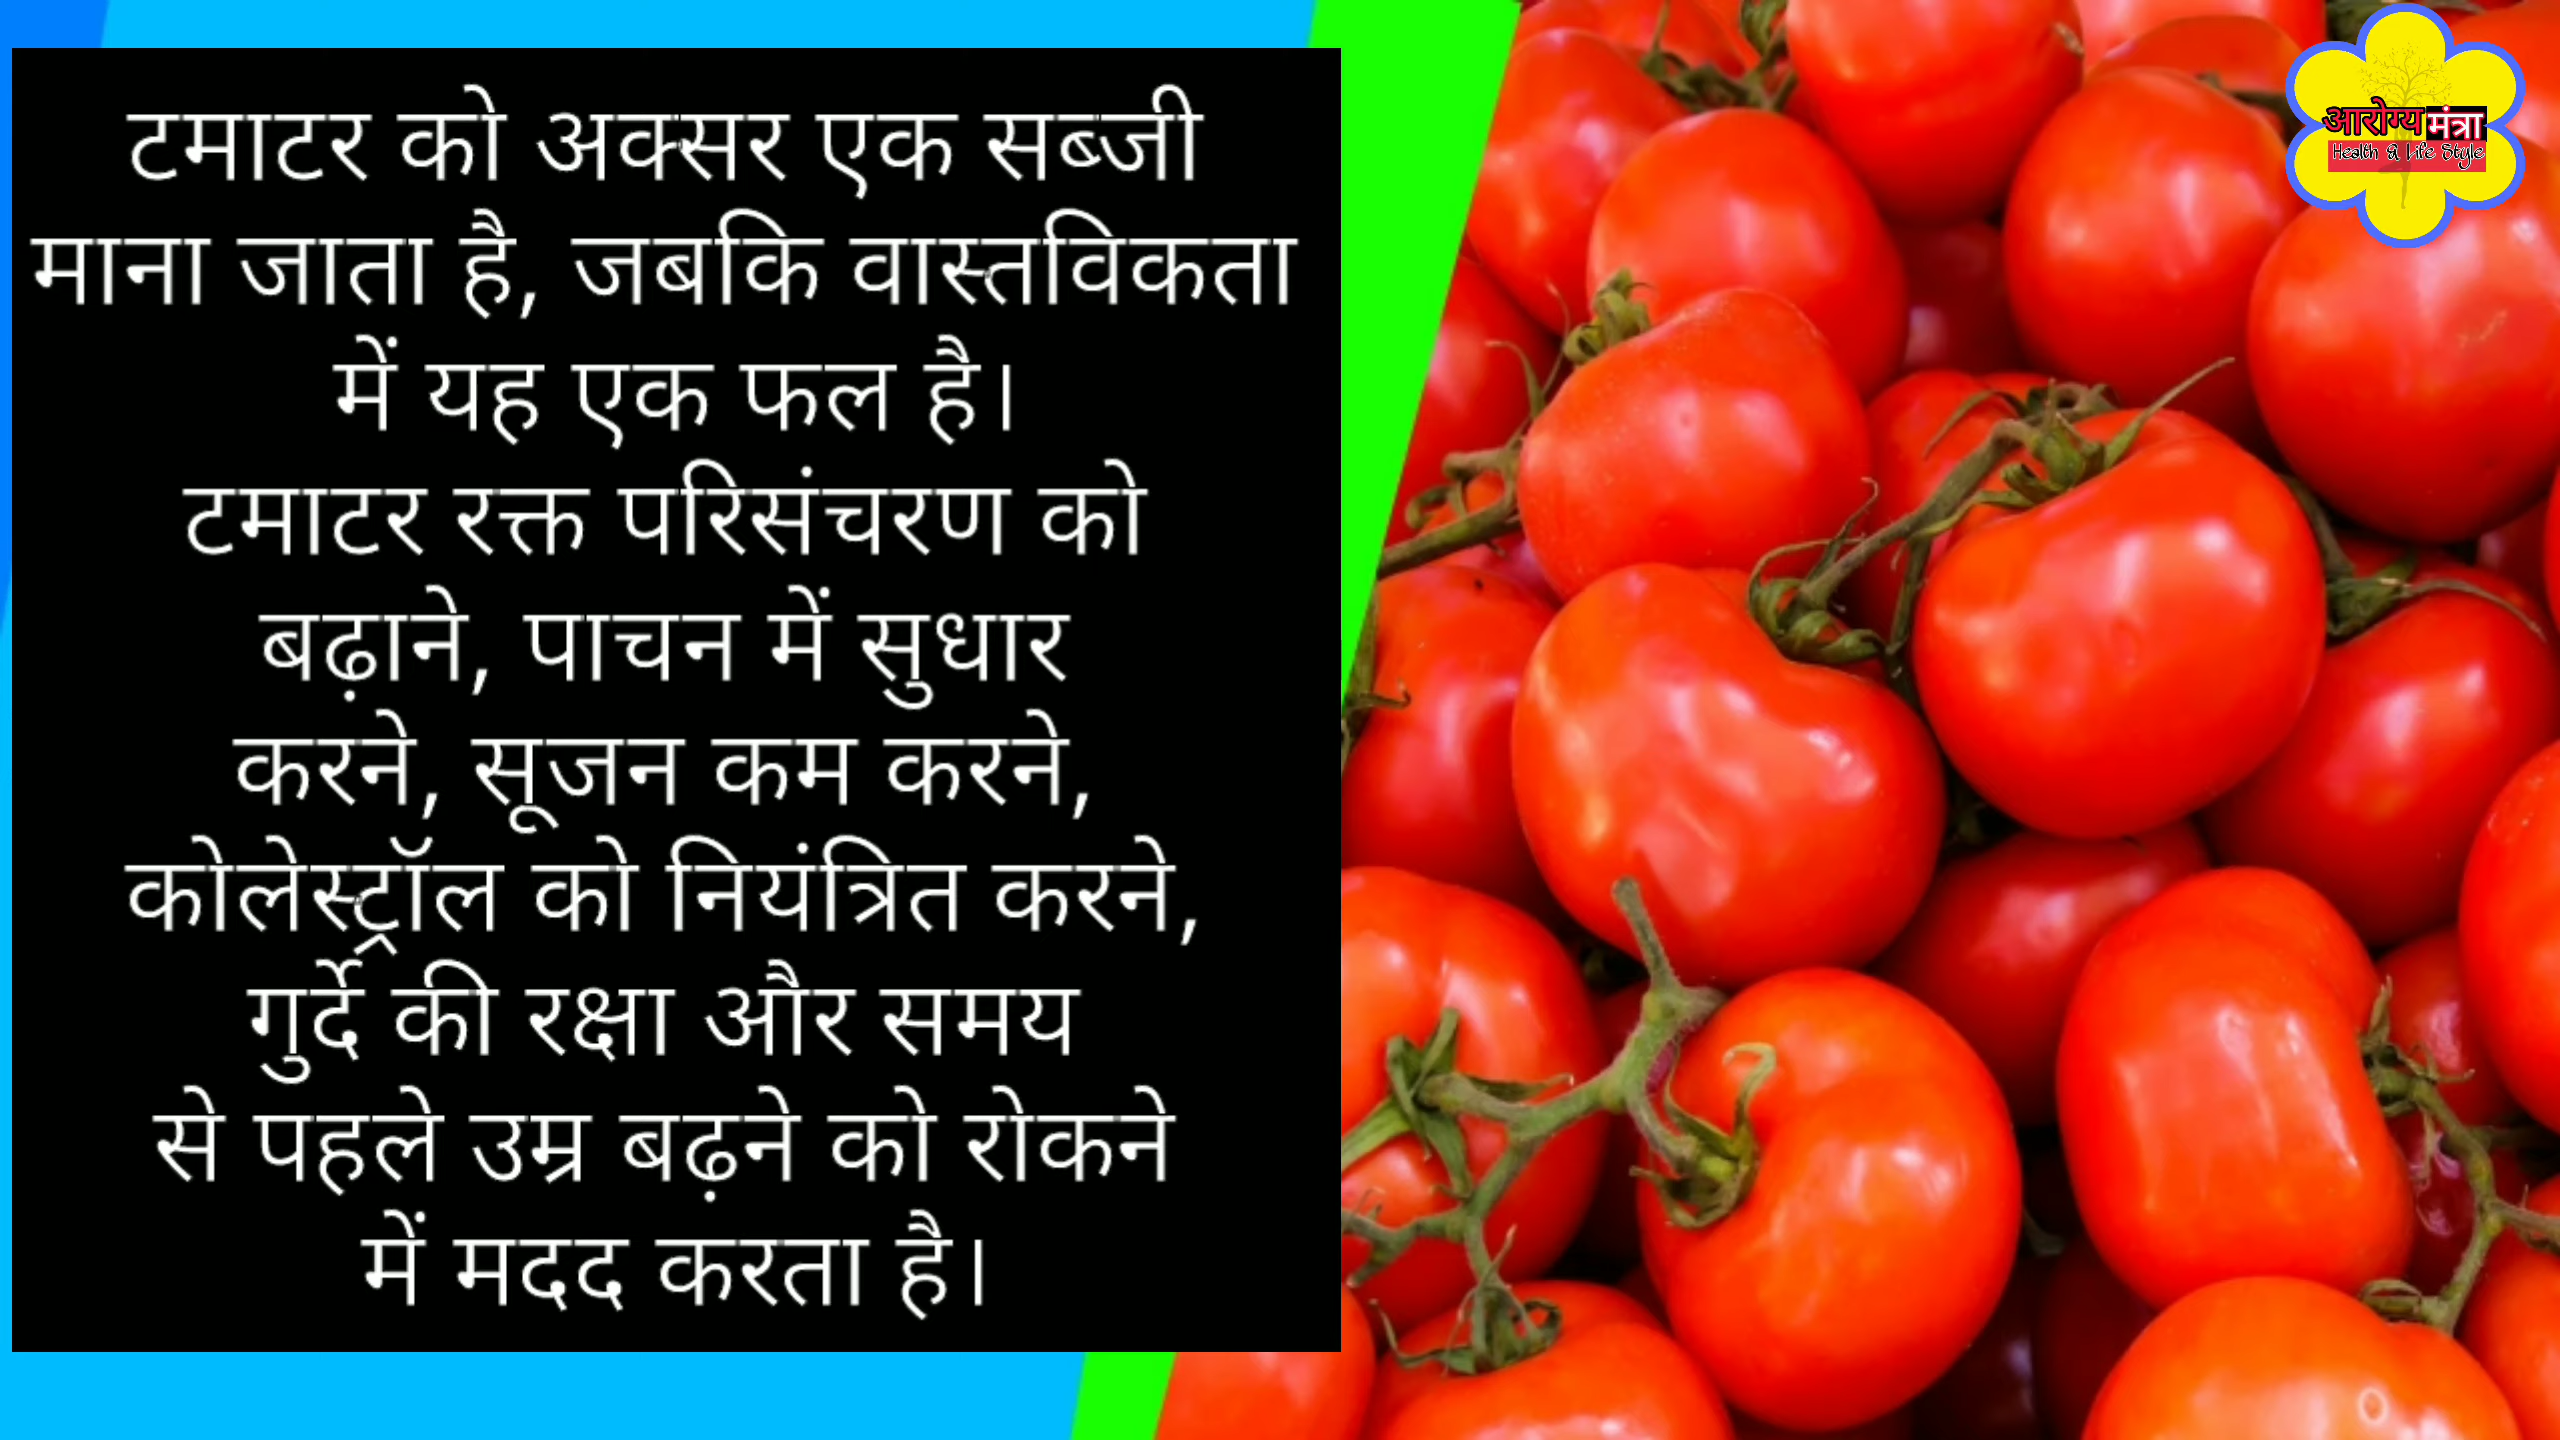 टमाटर को अक्सर एक सब्जी
माना जाता है, जबकि वास्तविकता
में यह एक फल है।
टमाटर रक्त परिसंचरण को
बढ़ाने, पाचन में सुधार
करने, सूजन कम करने,
कोलेस्ट्रॉल को नियंत्रित करने,
गुर्दे की रक्षा और समय
से पहले उम्र बढ़ने को रोकने
में मदद करता है।
आरोग्य मंत्रा
Health & Life Style